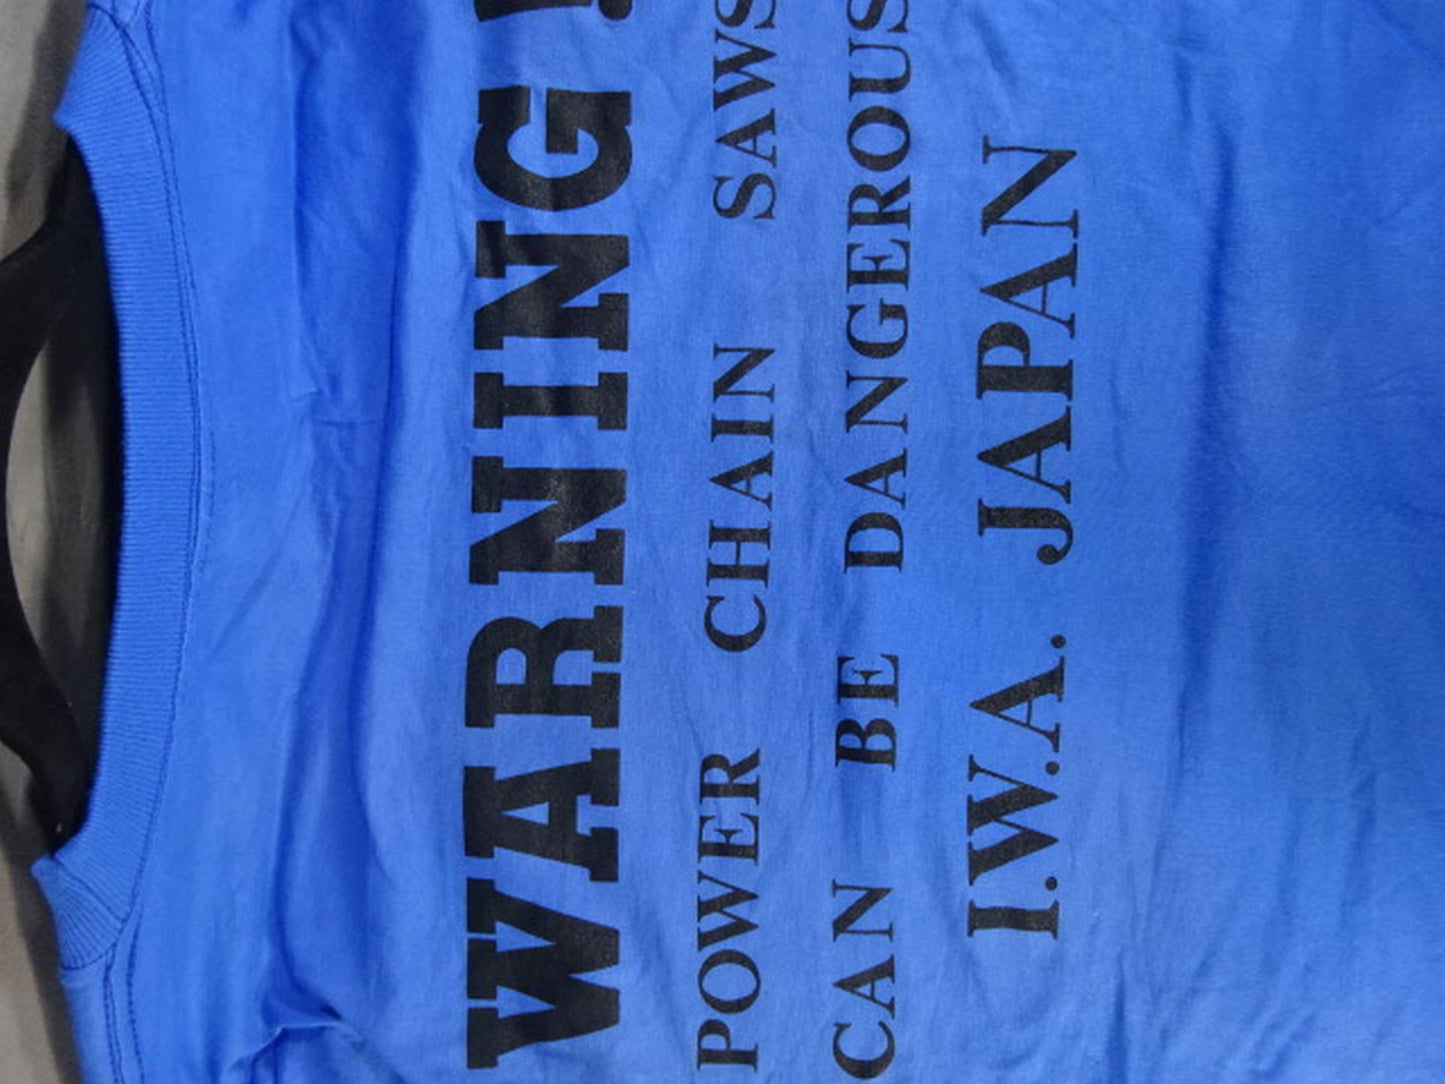 WARNING!
POWER CHAIN SAWS
CAN BE DANGEROUS
I.W.A. JAPAN